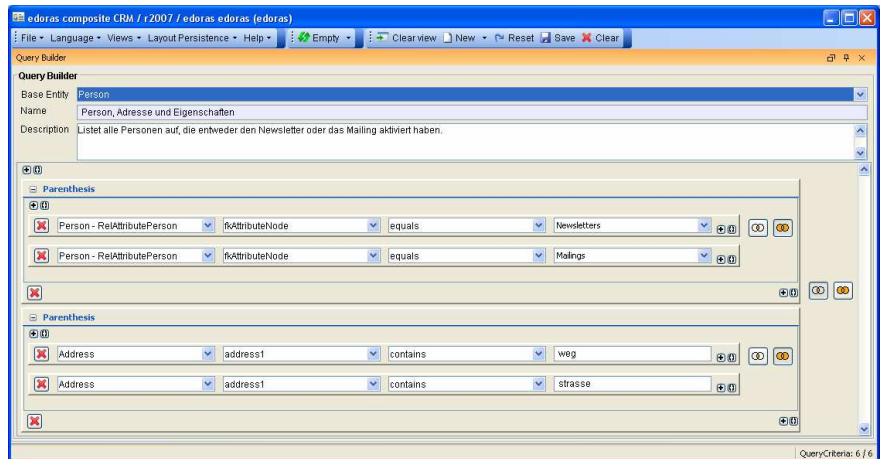 edoras composite CRM / r2007 / edoras edoras (edoras)
File Language Views Layout Persistence Help Empty Clear view New Reset Save Clear
Query Builder
Query Builder
Base Entity Person
Name Person, Adresse und Eigenschaften
Description Listet alle Personen auf, die entweder den Newsletter oder das Mailing aktiviert haben.
Parenthesis
Person - RelAttributePerson fkAttributeNode equals Newsletters
Person - RelAttributePerson fkAttributeNode equals Mailings
Parenthesis
Address address1 contains weg
Address address1 contains strasse
QueryCriteria: 6 / 6